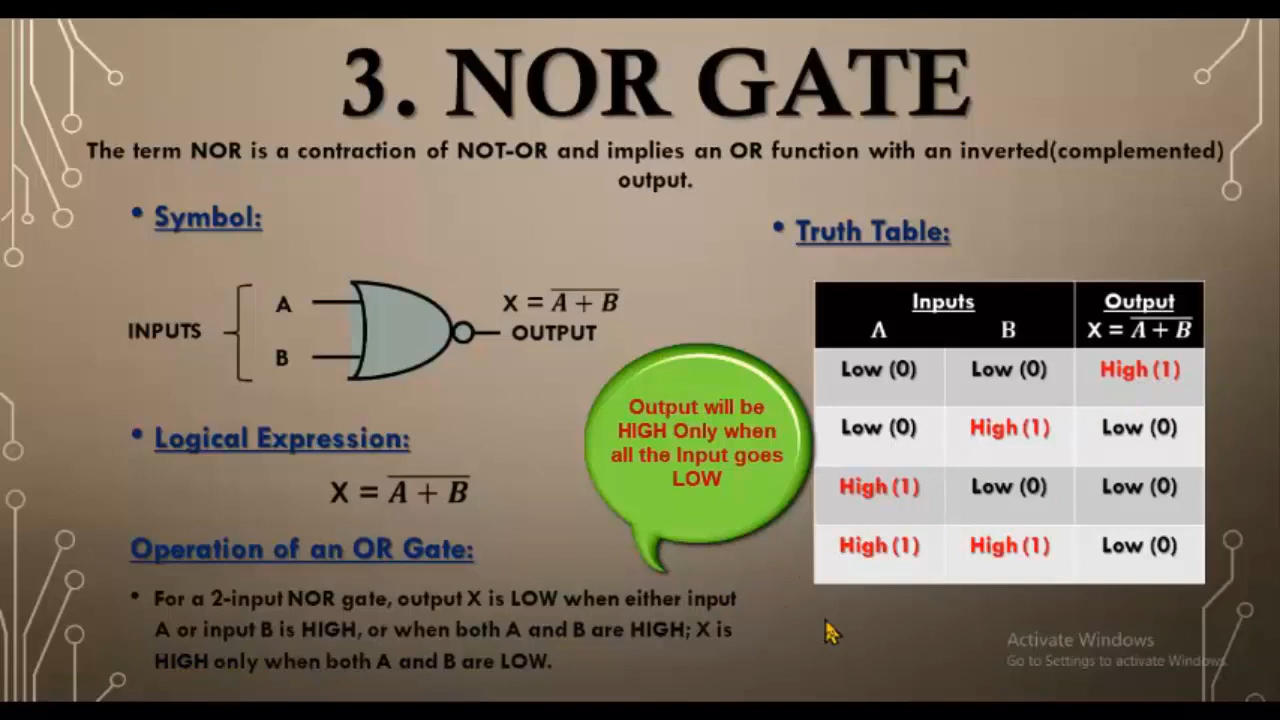 3. NOR GATE
The term NOR is a contraction of NOT-OR and implies an OR function with an inverted(complemented)
output.
• Symbol:
INPUTS
A
B
X = \overline{A + B}
OUTPUT
• Logical Expression:
X = \overline{A + B}
Operation of an OR Gate:
• For a 2-input NOR gate, output X is LOW when either input
A or input B is HIGH, or when both A and B are HIGH; X is
HIGH only when both A and B are LOW.
Output will be
HIGH Only when
all the Input goes
LOW
• Truth Table:
Inputs Output
A B X = \overline{A + B}
Low (0) Low (0) High (1)
Low (0) High (1) Low (0)
High (1) Low (0) Low (0)
High (1) High (1) Low (0)
Activate Windows
Go to Settings to activate Windows.